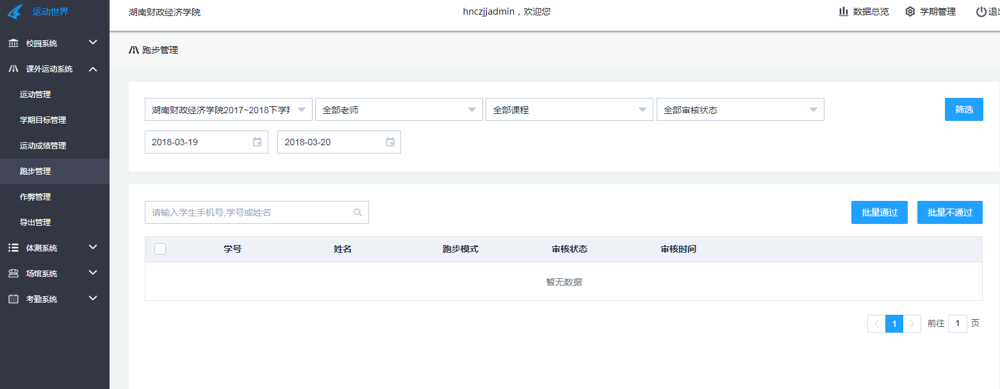 运动世界
湖南财政经济学院
hnczjjadmin，欢迎您
数据总览
学期管理
退出
校园系统
课外运动系统
运动管理
学期目标管理
运动成绩管理
跑步管理
作弊管理
导出管理
体测系统
场馆系统
考勤系统
跑步管理
湖南财政经济学院2017~2018下学期
全部老师
全部课程
全部审核状态
筛选
2018-03-19
2018-03-20
请输入学生手机号,学号或姓名
批量通过
批量不通过
学号 姓名 跑步模式 审核状态 审核时间
暂无数据
1 前往 1 页